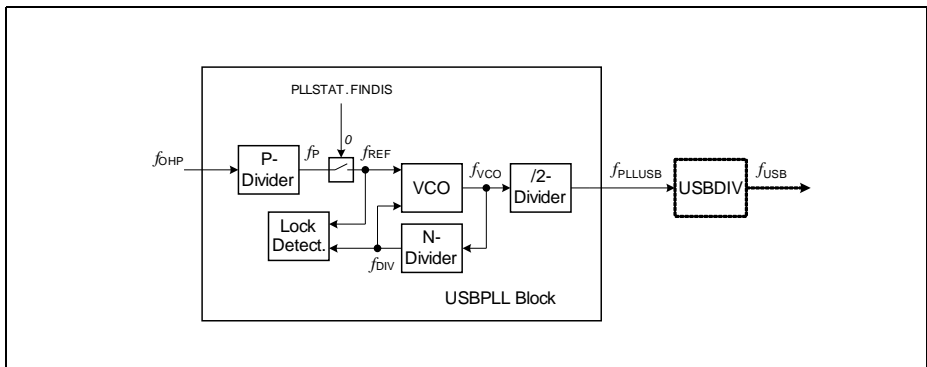 PLLSTAT.FINDIS
0
fOHP
P-
Divider
fP
fREF
VCO
fVCO
/2-
Divider
fPLLUSB
USBDIV
fUSB
Lock
Detect.
fDIV
N-
Divider
USBPLL Block